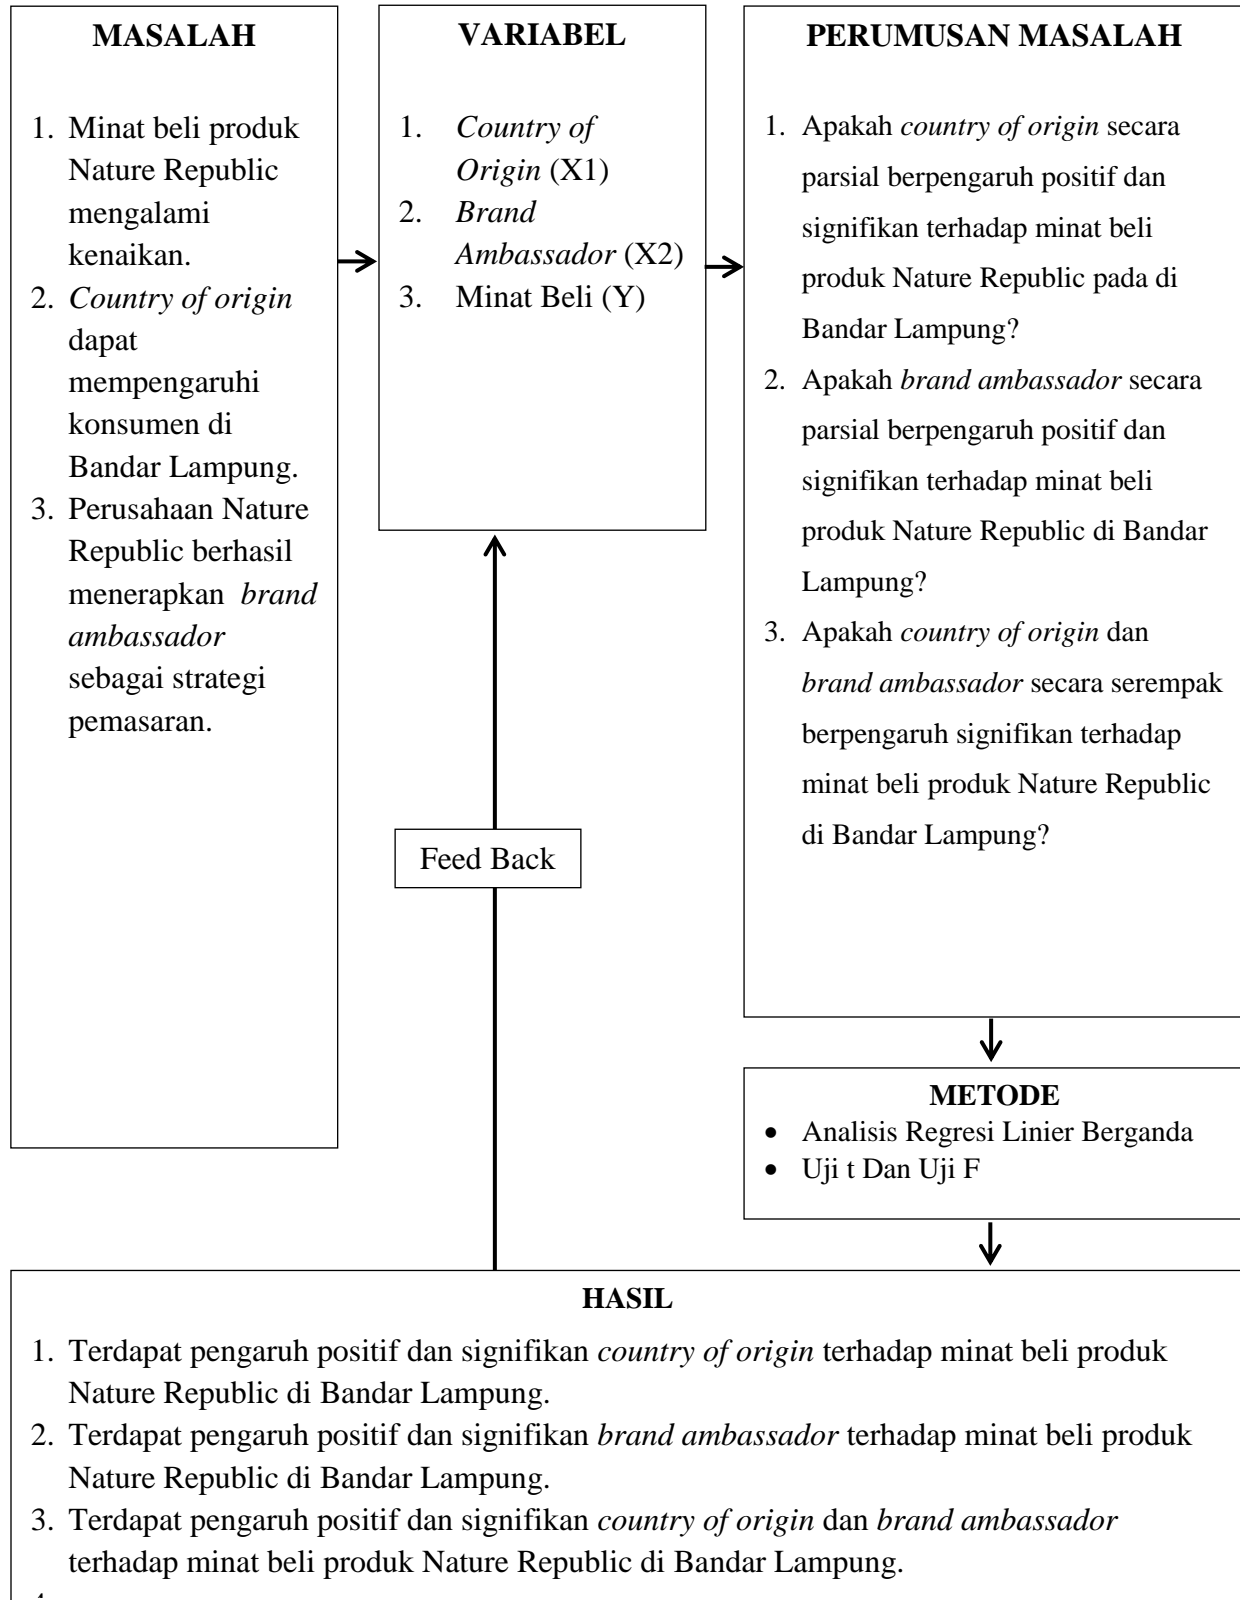 MASALAH
1. Minat beli produk
Nature Republic
mengalami
kenaikan.
2. Country of origin
dapat
mempengaruhi
konsumen di
Bandar Lampung.
3. Perusahaan Nature
Republic berhasil
menerapkan brand
ambassador
sebagai strategi
pemasaran.
VARIABEL
1. Country of
Origin (X1)
2. Brand
Ambassador (X2)
3. Minat Beli (Y)
PERUMUSAN MASALAH
1. Apakah country of origin secara
parsial berpengaruh positif dan
signifikan terhadap minat beli
produk Nature Republic pada di
Bandar Lampung?
2. Apakah brand ambassador secara
parsial berpengaruh positif dan
signifikan terhadap minat beli
produk Nature Republic di Bandar
Lampung?
3. Apakah country of origin dan
brand ambassador secara serempak
berpengaruh signifikan terhadap
minat beli produk Nature Republic
di Bandar Lampung?
Feed Back
METODE
• Analisis Regresi Linier Berganda
• Uji t Dan Uji F
HASIL
1. Terdapat pengaruh positif dan signifikan country of origin terhadap minat beli produk
Nature Republic di Bandar Lampung.
2. Terdapat pengaruh positif dan signifikan brand ambassador terhadap minat beli produk
Nature Republic di Bandar Lampung.
3. Terdapat pengaruh positif dan signifikan country of origin dan brand ambassador
terhadap minat beli produk Nature Republic di Bandar Lampung.